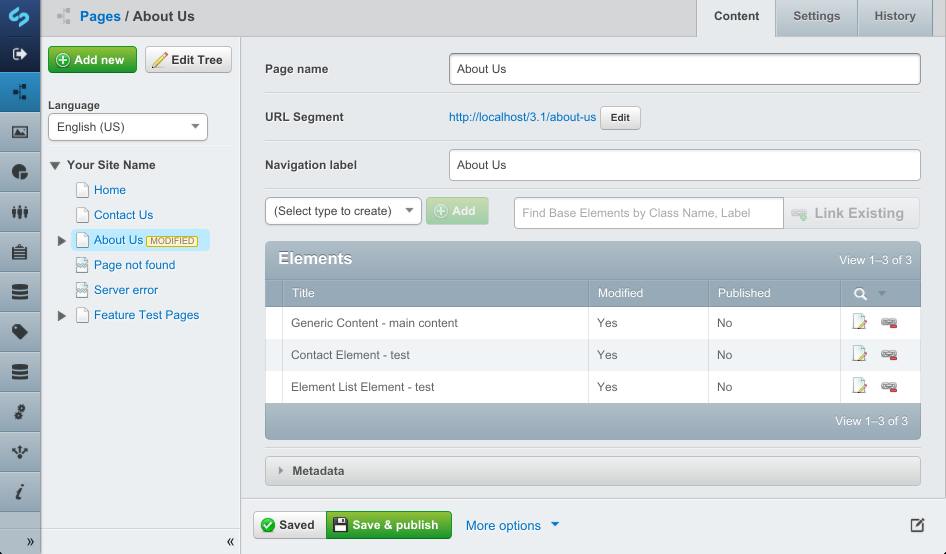 Pages / About Us
Content
Settings
History
Add new
Edit Tree
Language
English (US)
Your Site Name
Home
Contact Us
About Us MODIFIED
Page not found
Server error
Feature Test Pages
«
»
Page name
About Us
URL Segment
http://localhost/3.1/about-us
Edit
Navigation label
About Us
(Select type to create)
Add
Find Base Elements by Class Name, Label
Link Existing
Elements
View 1–3 of 3
Title Modified Published
Generic Content - main content Yes No
Contact Element - test Yes No
Element List Element - test Yes No
View 1–3 of 3
Metadata
Saved
Save & publish
More options